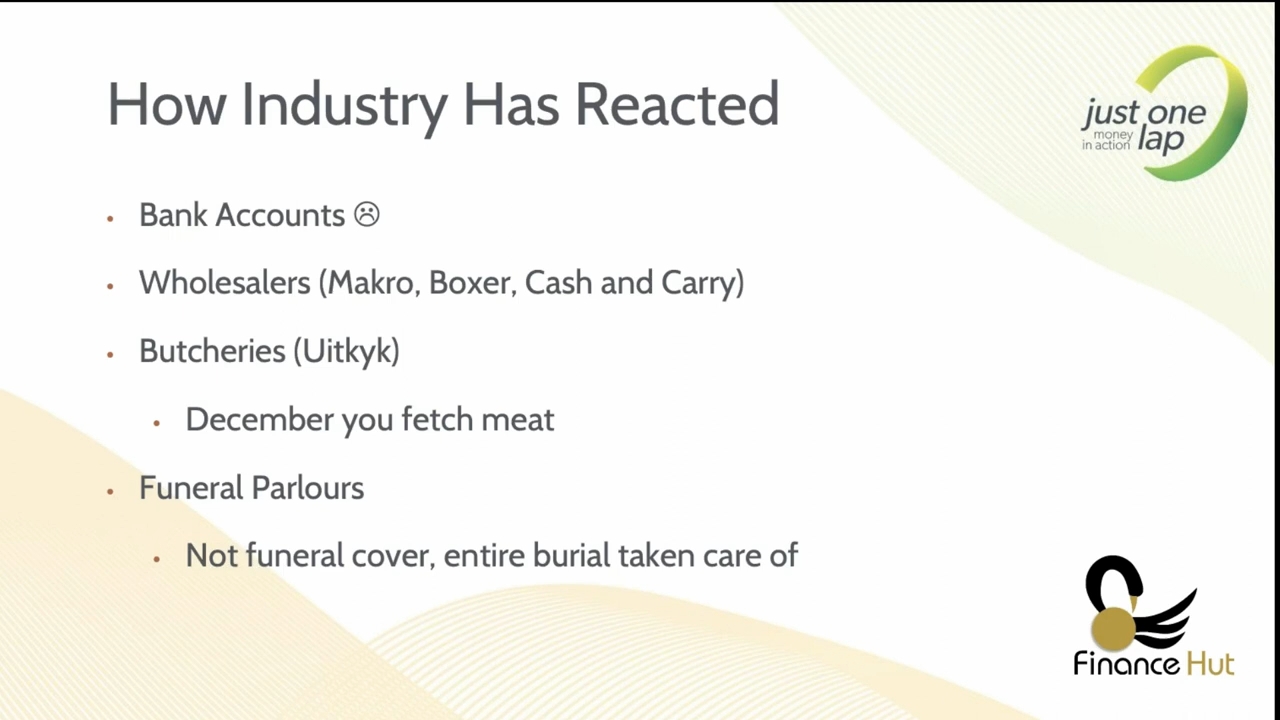 How Industry Has Reacted
just one
money
in action lap
• Bank Accounts ☹
• Wholesalers (Makro, Boxer, Cash and Carry)
• Butcheries (Uitkyk)
• December you fetch meat
• Funeral Parlours
• Not funeral cover, entire burial taken care of
Finance Hut